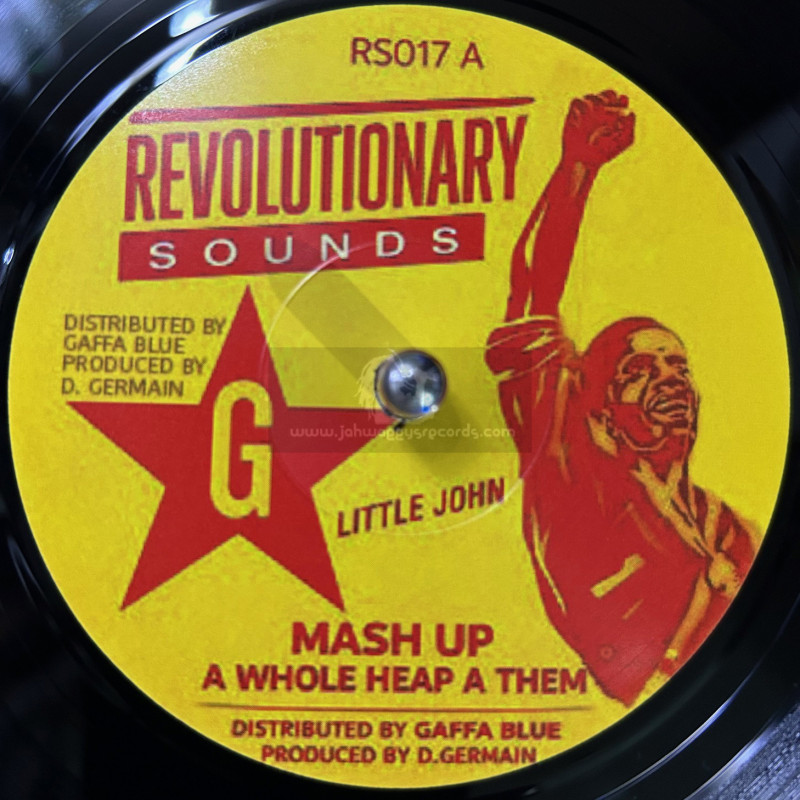 RS017 A
REVOLUTIONARY
SOUNDS
DISTRIBUTED BY
GAFFA BLUE
PRODUCED BY
D. GERMAIN
G
www.jahwaggysrecords.com
LITTLE JOHN
MASH UP
A WHOLE HEAP A THEM
DISTRIBUTED BY GAFFA BLUE
PRODUCED BY D.GERMAIN